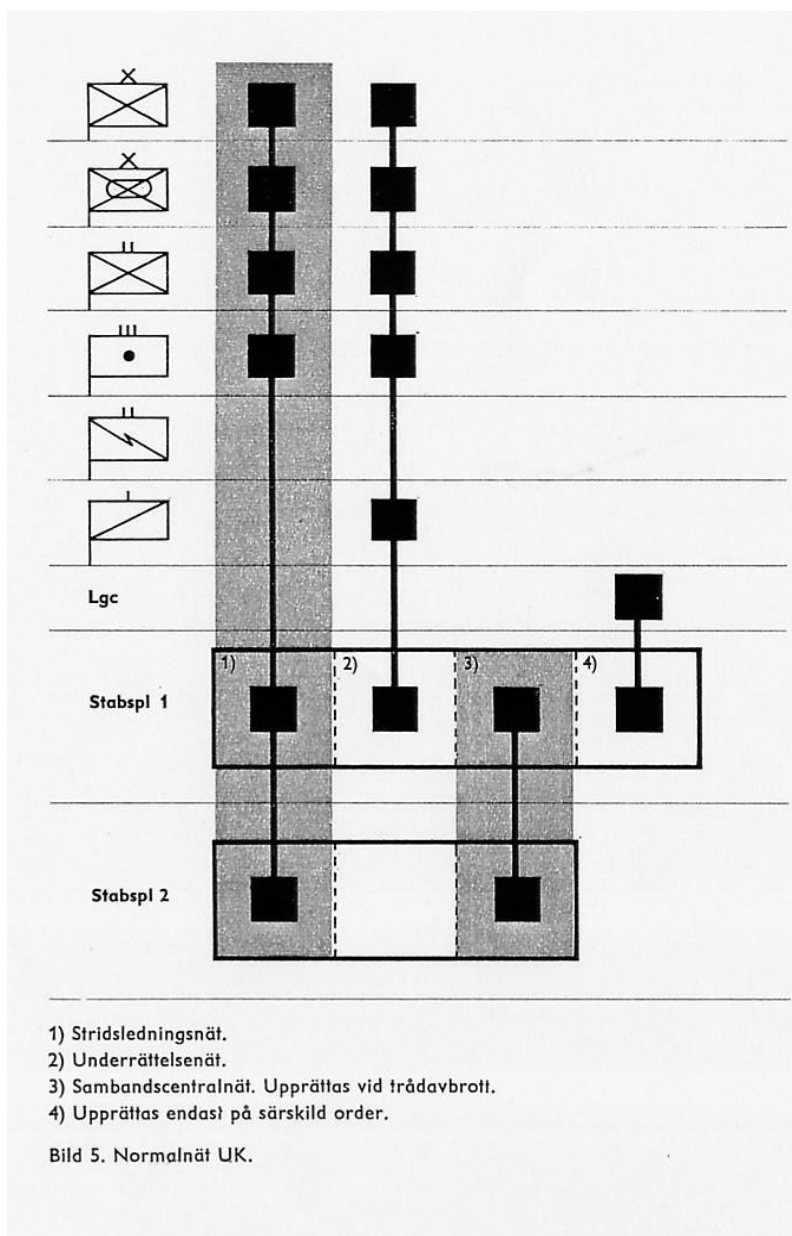 Lgc
1) 2) 3) 4)
Stabspl 1
Stabspl 2
1) Stridsledningsnät.
2) Underrättelsenät.
3) Sambandscentralnät. Upprättas vid trådavbrott.
4) Upprättas endast på särskild order.
Bild 5. Normalnät UK.